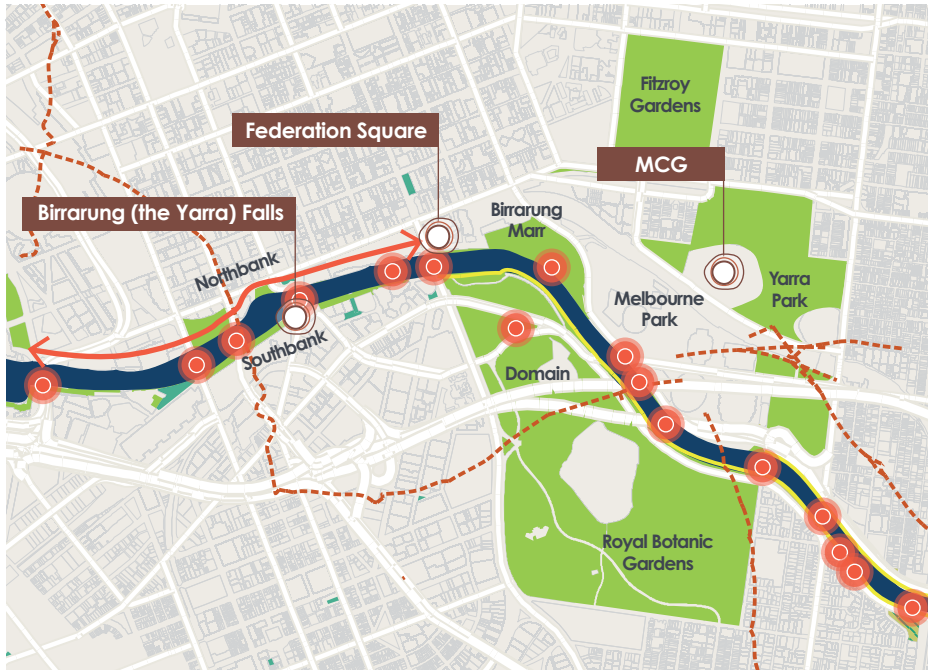 Fitzroy
Gardens
Federation Square
MCG
Birrarung (the Yarra) Falls
Birrarung
Marr
Northbank
Yarra
Park
Melbourne
Park
Southbank
Domain
Royal Botanic
Gardens